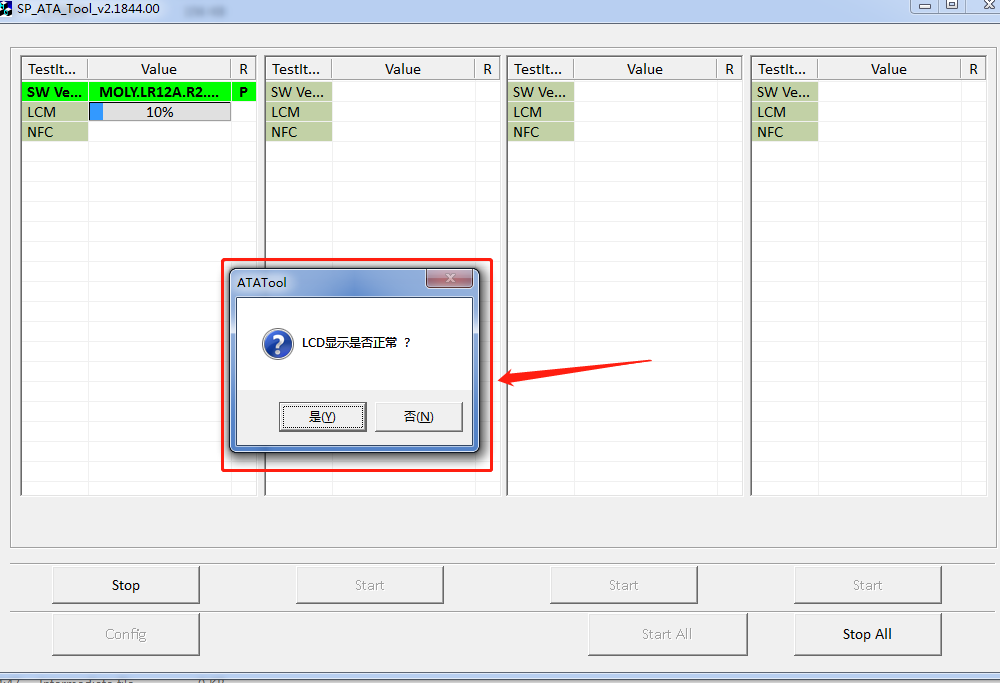 SP_ATA_Tool_v2.1844.00
TestIt... Value R TestIt... Value R TestIt... Value R TestIt... Value R
SW Ve... MOLY.LR12A.R2.... P SW Ve... SW Ve... SW Ve...
LCM 10% LCM LCM LCM
NFC NFC NFC NFC
ATATool
LCD显示是否正常 ？
是(Y) 否(N)
Stop Start Start Start
Config Start All Stop All